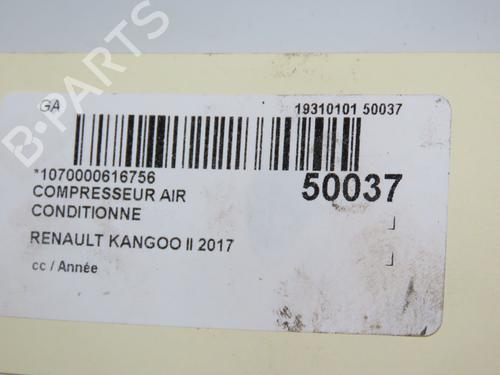 GA
19310101 50037
*1070000616756
50037
COMPRESSEUR AIR
CONDITIONNE
RENAULT KANGOO II 2017
cc / Année
B-PARTS